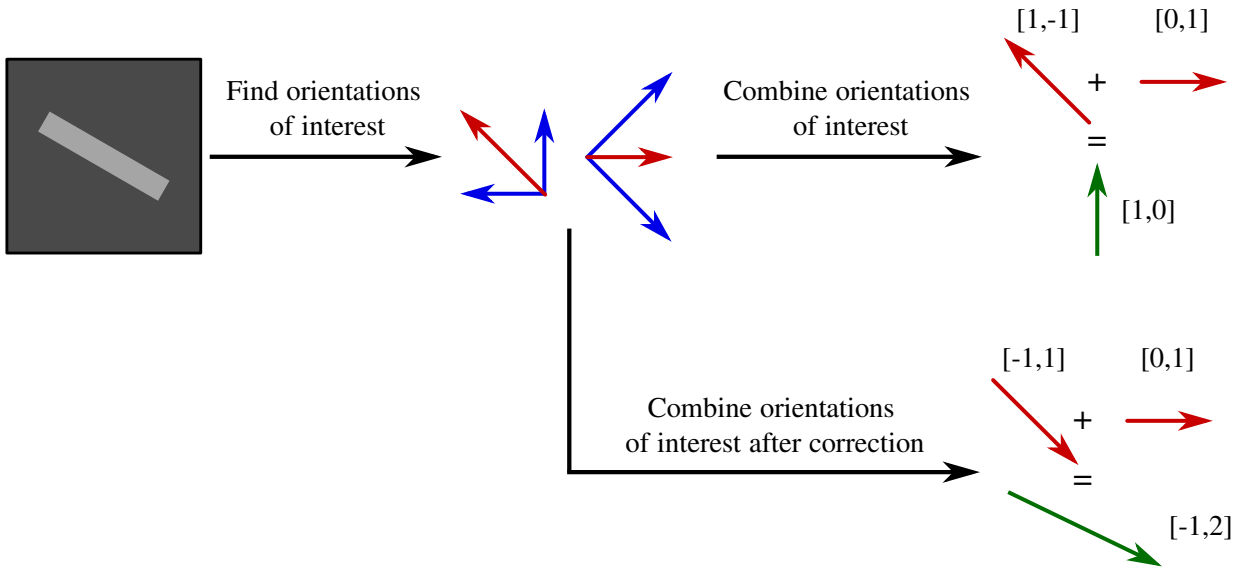 [1,-1]
[0,1]
Find orientations
of interest
Combine orientations
of interest
+
=
[1,0]
[-1,1]
[0,1]
Combine orientations
of interest after correction
+
=
[-1,2]